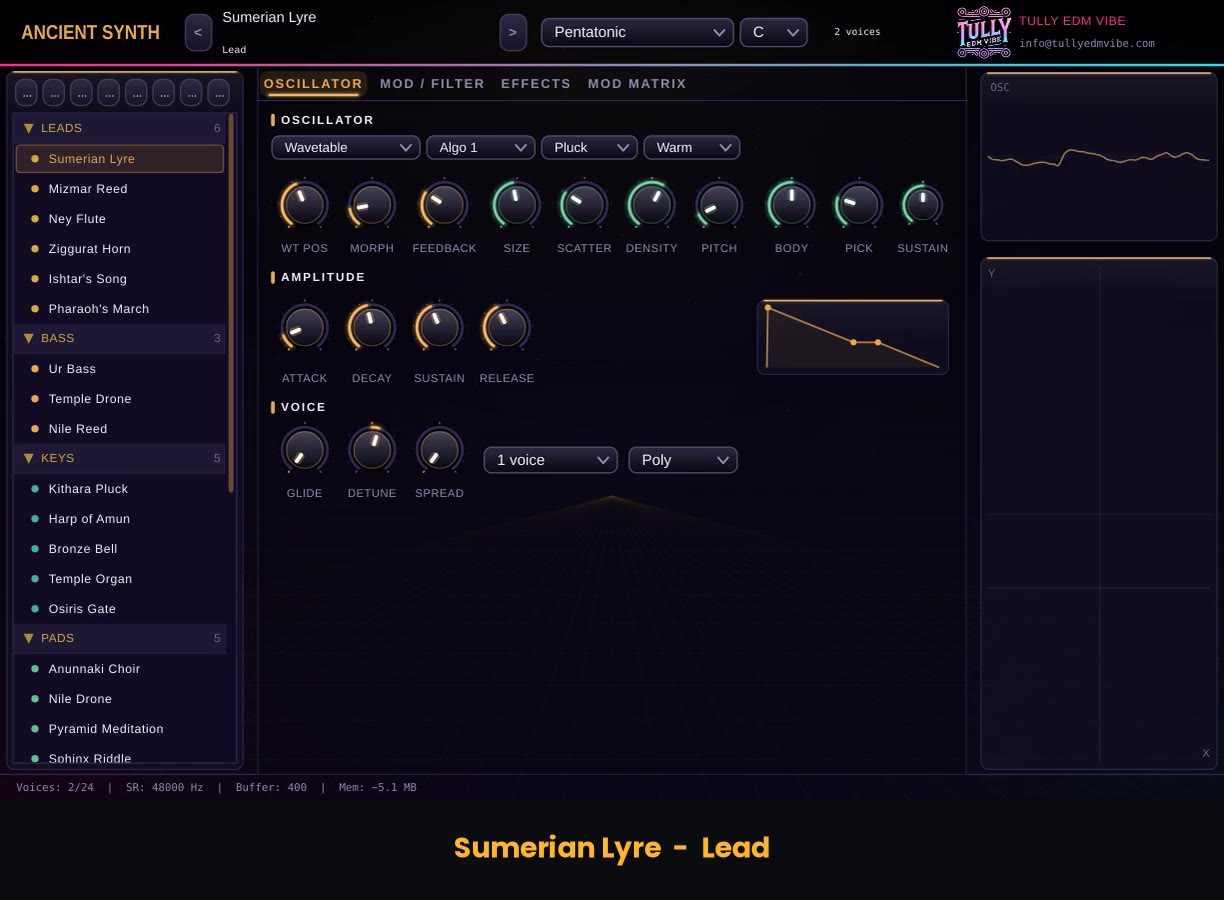 ANCIENT SYNTH
<
Sumerian Lyre
Lead
>
Pentatonic
C
2 voices
TULLY
EDM VIBE
TULLY EDM VIBE
info@tullyedmvibe.com
... ... ... ... ... ... ... ...
LEADS 6
Sumerian Lyre
Mizmar Reed
Ney Flute
Ziggurat Horn
Ishtar's Song
Pharaoh's March
BASS 3
Ur Bass
Temple Drone
Nile Reed
KEYS 5
Kithara Pluck
Harp of Amun
Bronze Bell
Temple Organ
Osiris Gate
PADS 5
Anunnaki Choir
Nile Drone
Pyramid Meditation
Sphinx Riddle
OSCILLATOR MOD / FILTER EFFECTS MOD MATRIX
OSCILLATOR
Wavetable Algo 1 Pluck Warm
WT POS MORPH FEEDBACK SIZE SCATTER DENSITY PITCH BODY PICK SUSTAIN
AMPLITUDE
ATTACK DECAY SUSTAIN RELEASE
VOICE
1 voice Poly
GLIDE DETUNE SPREAD
OSC
Y
X
Voices: 2/24 | SR: 48000 Hz | Buffer: 400 | Mem: ~5.1 MB
Sumerian Lyre - Lead